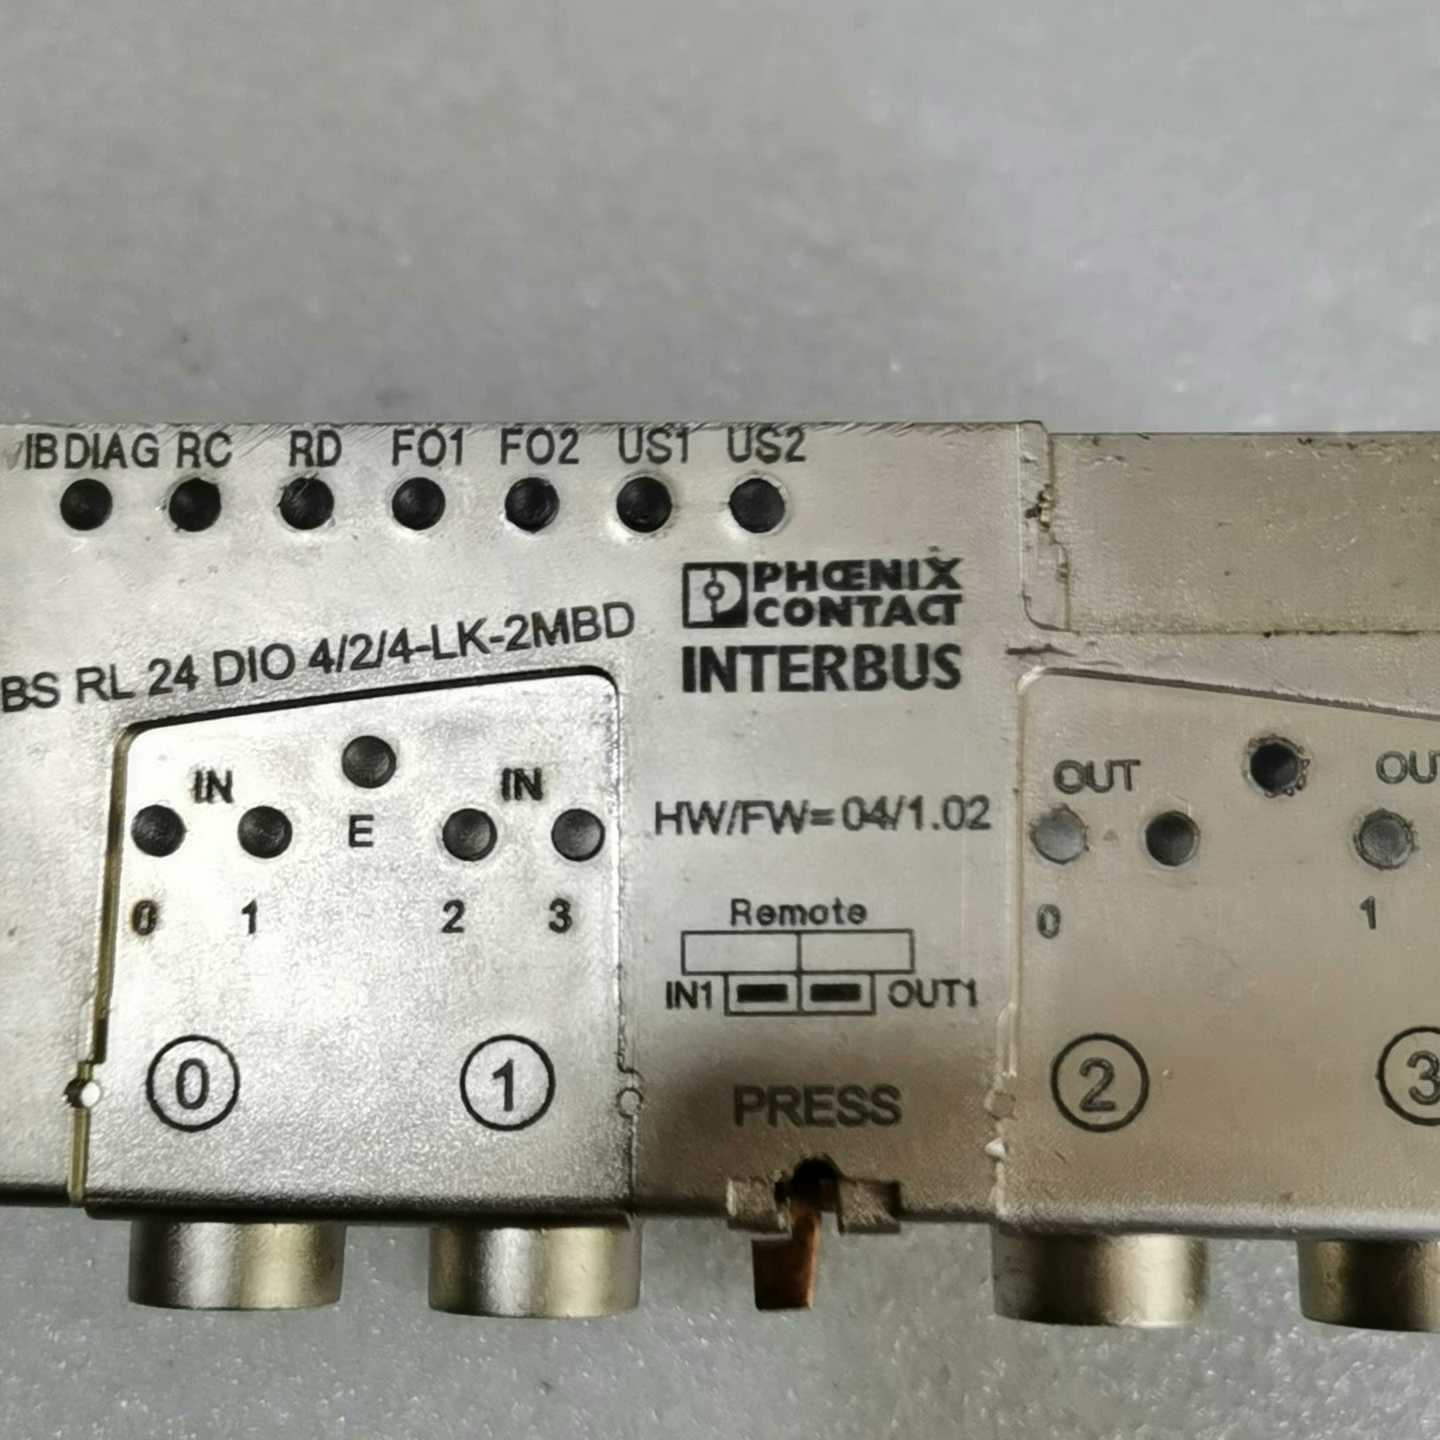 IBDIAG RC RD FO1 FO2 US1 US2
PHŒNIX
CONTACT
INTERBUS
BS RL 24 DIO 4/2/4-LK-2MBD
IN IN
E
0 1 2 3
0 1
HW/FW=04/1.02
Remote
IN1 OUT1
PRESS
OUT OU
0 1
2 3